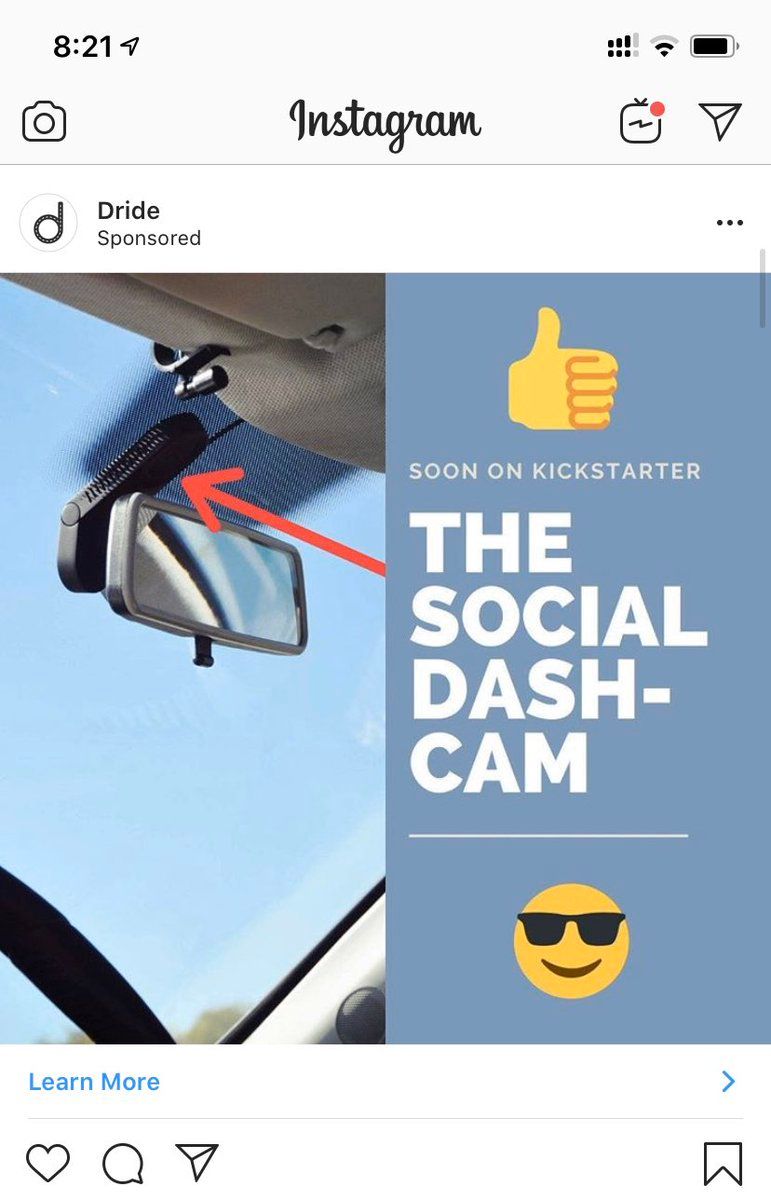 8:21
Instagram
Dride
Sponsored
SOON ON KICKSTARTER
THE
SOCIAL
DASH-
CAM
Learn More